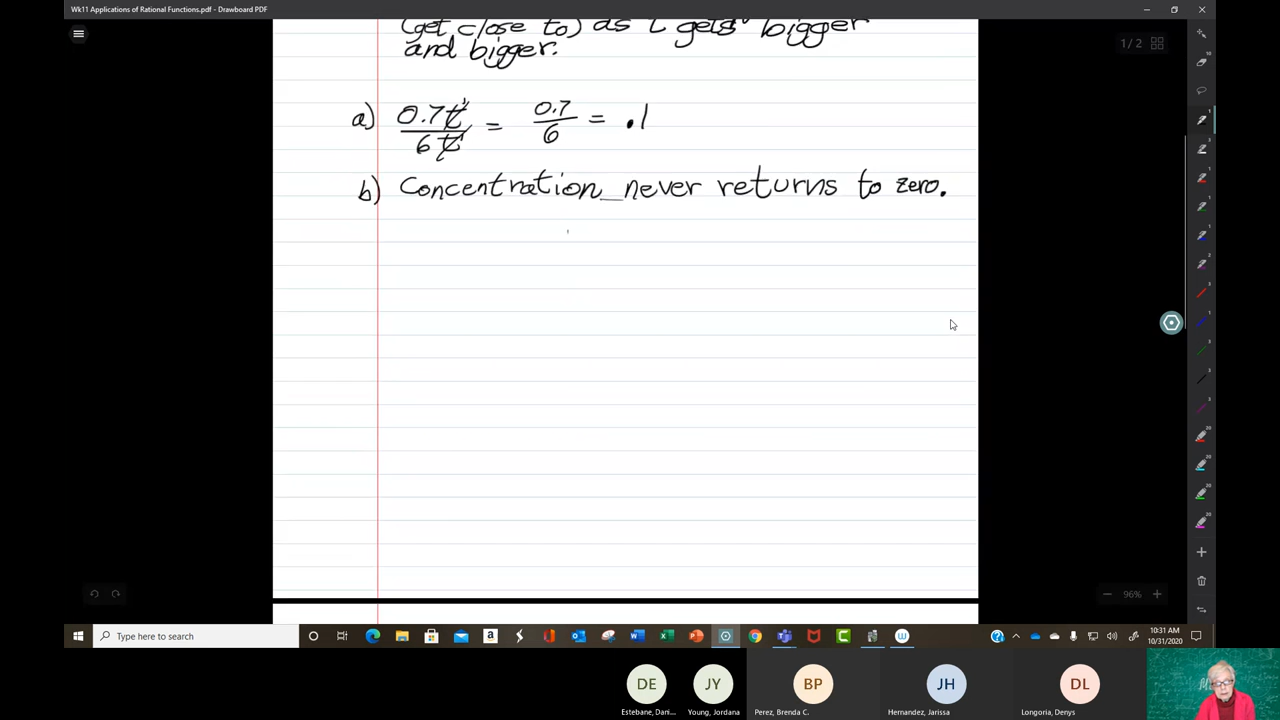 Wk11 Applications of Rational Functions.pdf - Drawboard PDF
(get close to) as t gets bigger
and bigger.
1 / 2
a) 0.7t/6t = 0.7/6 = .1
b) Concentration never returns to zero.
96%
Type here to search
10:31 AM
10/31/2020
DE
JY
BP
JH
DL
Estebane, Dani...
Young, Jordana
Perez, Brenda C.
Hernandez, Jarissa
Longoria, Denys